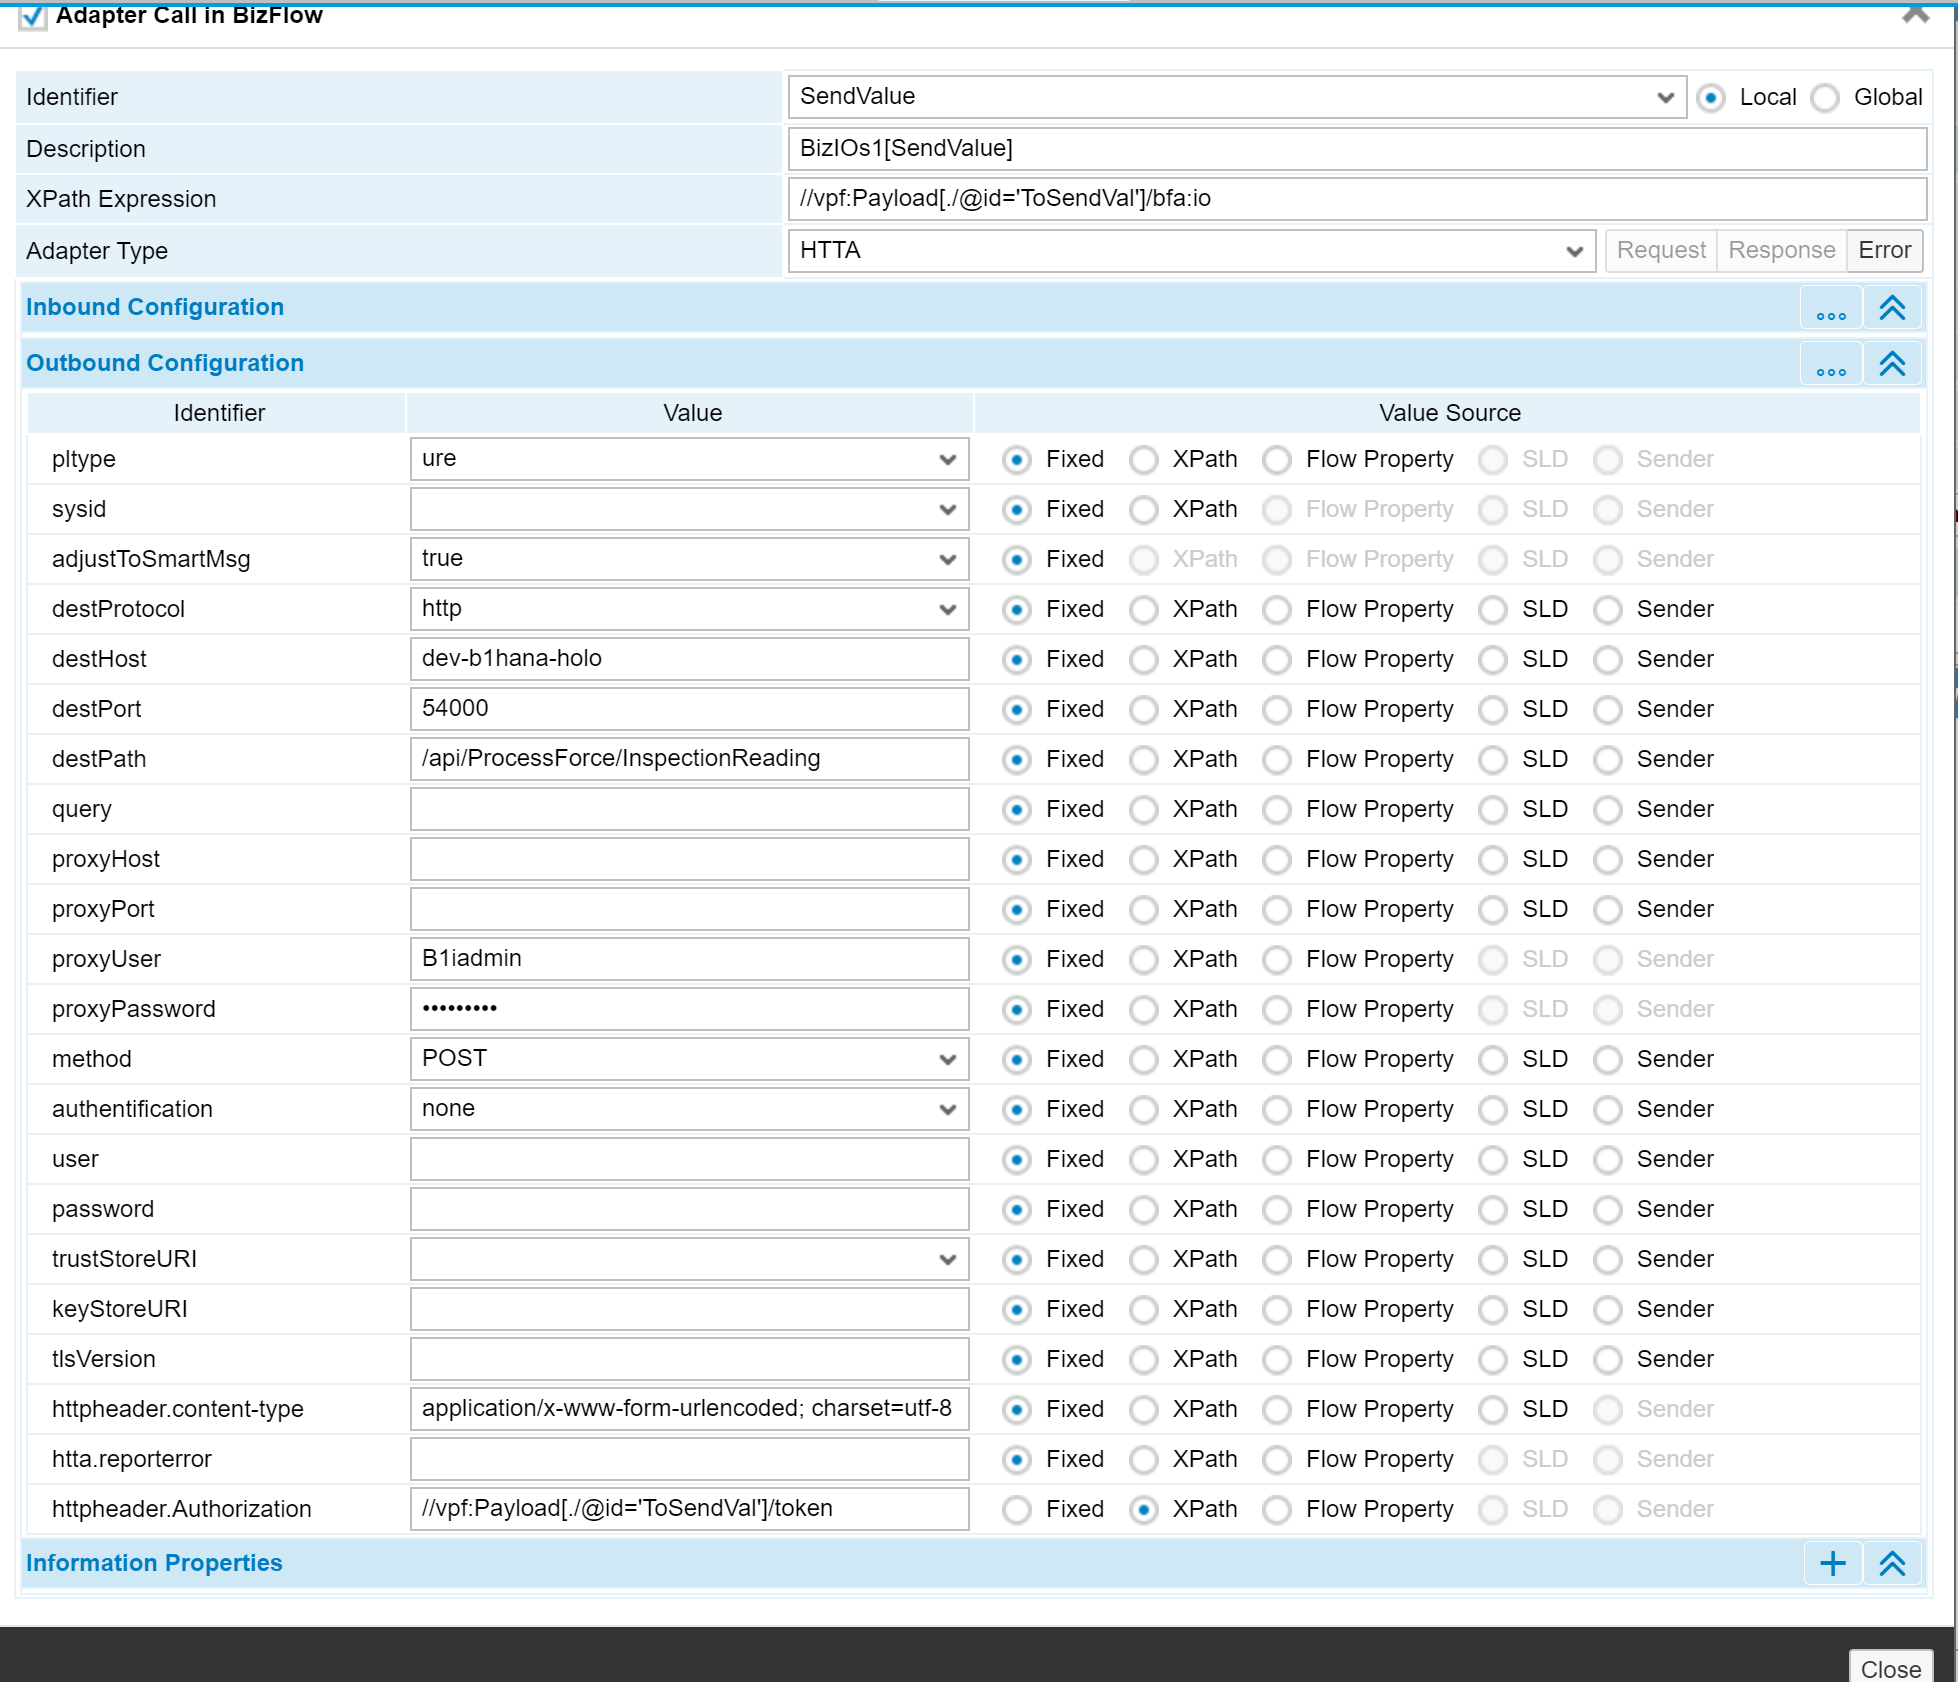 Adapter Call in BizFlow
Identifier SendValue Local Global
Description BizIOs1[SendValue]
XPath Expression //vpf:Payload[./@id='ToSendVal']/bfa:io
Adapter Type HTTA Request Response Error
Inbound Configuration ...
Outbound Configuration ...
Identifier Value Value Source
pltype ure Fixed XPath Flow Property SLD Sender
sysid Fixed XPath Flow Property SLD Sender
adjustToSmartMsg true Fixed XPath Flow Property SLD Sender
destProtocol http Fixed XPath Flow Property SLD Sender
destHost dev-b1hana-holo Fixed XPath Flow Property SLD Sender
destPort 54000 Fixed XPath Flow Property SLD Sender
destPath /api/ProcessForce/InspectionReading Fixed XPath Flow Property SLD Sender
query Fixed XPath Flow Property SLD Sender
proxyHost Fixed XPath Flow Property SLD Sender
proxyPort Fixed XPath Flow Property SLD Sender
proxyUser B1iadmin Fixed XPath Flow Property SLD Sender
proxyPassword ••••••••• Fixed XPath Flow Property SLD Sender
method POST Fixed XPath Flow Property SLD Sender
authentification none Fixed XPath Flow Property SLD Sender
user Fixed XPath Flow Property SLD Sender
password Fixed XPath Flow Property SLD Sender
trustStoreURI Fixed XPath Flow Property SLD Sender
keyStoreURI Fixed XPath Flow Property SLD Sender
tlsVersion Fixed XPath Flow Property SLD Sender
httpheader.content-type application/x-www-form-urlencoded; charset=utf-8 Fixed XPath Flow Property SLD Sender
htta.reporterror Fixed XPath Flow Property SLD Sender
httpheader.Authorization //vpf:Payload[./@id='ToSendVal']/token Fixed XPath Flow Property SLD Sender
Information Properties +
Close